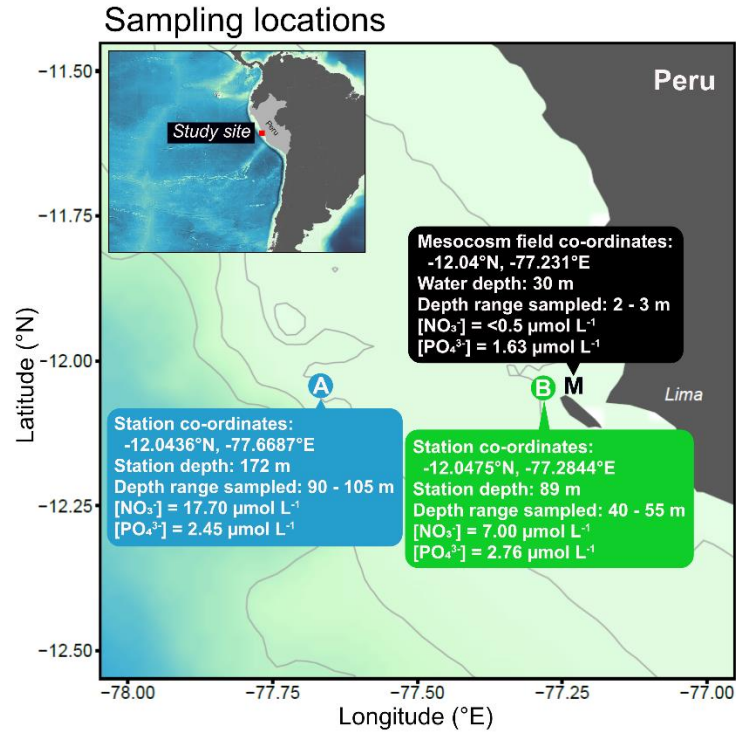 Sampling locations
Peru
Peru
Study site
Mesocosm field co-ordinates:
-12.04°N, -77.231°E
Water depth: 30 m
Depth range sampled: 2 - 3 m
[NO₃⁻] = <0.5 µmol L⁻¹
[PO₄³⁻] = 1.63 µmol L⁻¹
A
B
M
Lima
Station co-ordinates:
-12.0436°N, -77.6687°E
Station depth: 172 m
Depth range sampled: 90 - 105 m
[NO₃⁻] = 17.70 µmol L⁻¹
[PO₄³⁻] = 2.45 µmol L⁻¹
Station co-ordinates:
-12.0475°N, -77.2844°E
Station depth: 89 m
Depth range sampled: 40 - 55 m
[NO₃⁻] = 7.00 µmol L⁻¹
[PO₄³⁻] = 2.76 µmol L⁻¹
Latitude (°N)
−11.50
−11.75
−12.00
−12.25
−12.50
−78.00
−77.75
−77.50
−77.25
−77.00
Longitude (°E)